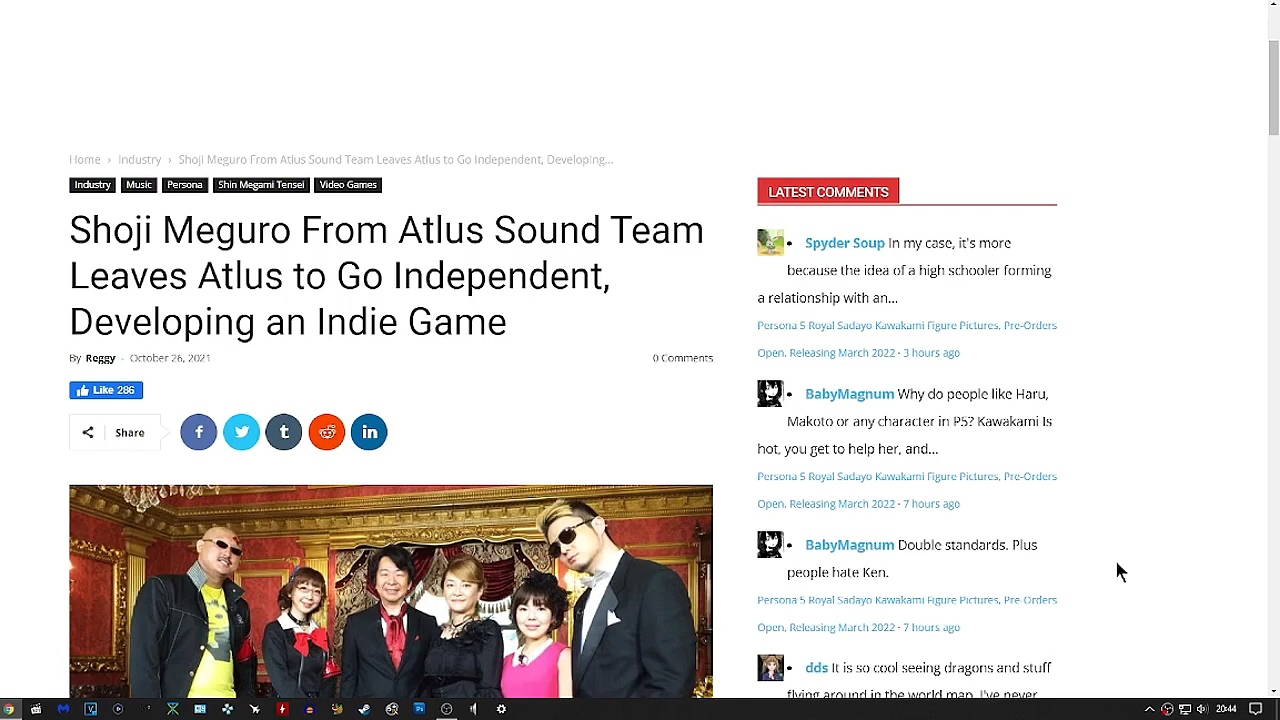 Home › Industry › Shoji Meguro From Atlus Sound Team Leaves Atlus to Go Independent, Developing...
Industry Music Persona Shin Megami Tensei Video Games
Shoji Meguro From Atlus Sound Team
Leaves Atlus to Go Independent,
Developing an Indie Game
By Reggy - October 26, 2021 0 Comments
Like 286
Share
LATEST COMMENTS
Spyder Soup In my case, it's more
because the idea of a high schooler forming
a relationship with an...
Persona 5 Royal Sadayo Kawakami Figure Pictures, Pre-Orders
Open, Releasing March 2022 · 3 hours ago
BabyMagnum Why do people like Haru,
Makoto or any character in P5? Kawakami Is
hot, you get to help her, and...
Persona 5 Royal Sadayo Kawakami Figure Pictures, Pre-Orders
Open, Releasing March 2022 · 7 hours ago
BabyMagnum Double standards. Plus
people hate Ken.
Persona 5 Royal Sadayo Kawakami Figure Pictures, Pre-Orders
Open, Releasing March 2022 · 7 hours ago
dds It is so cool seeing dragons and stuff
flying around in the world map. I've never
20:44